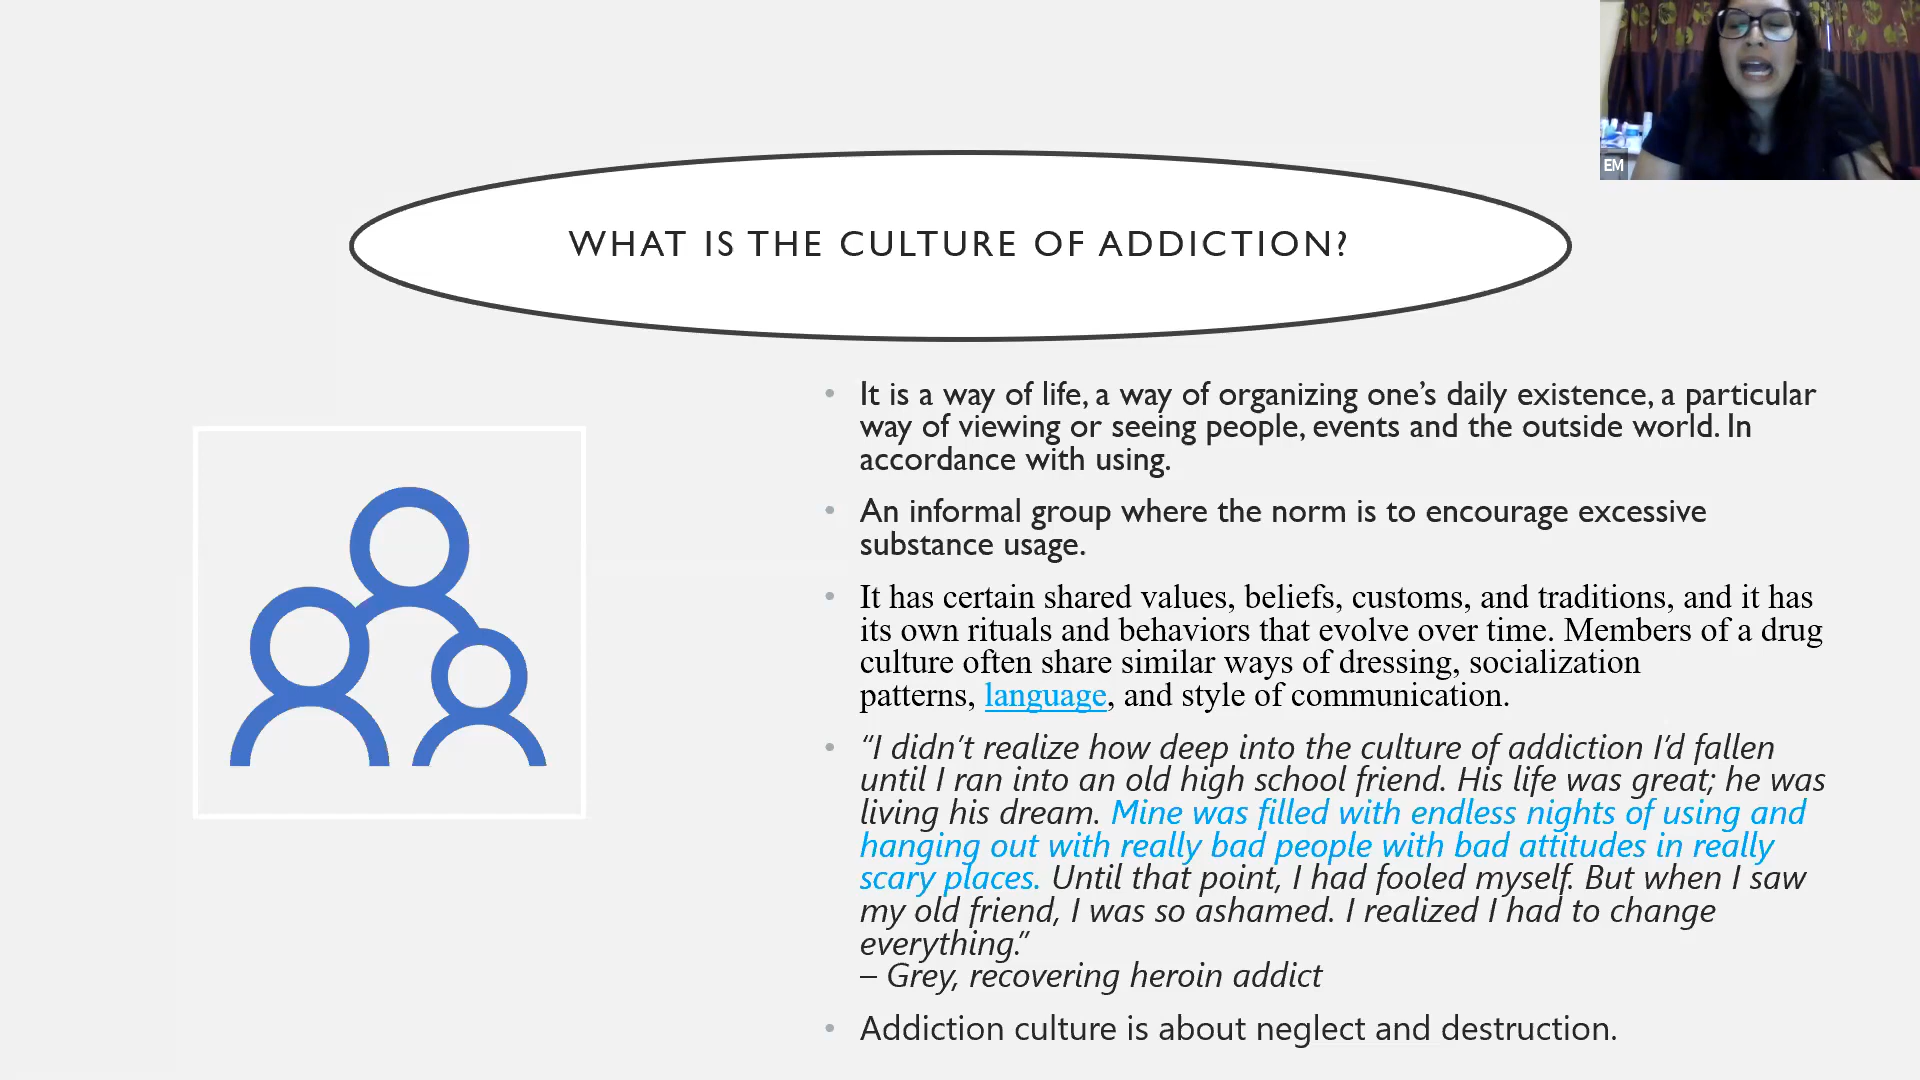 EM
WHAT IS THE CULTURE OF ADDICTION?
• It is a way of life, a way of organizing one’s daily existence, a particular
way of viewing or seeing people, events and the outside world. In
accordance with using.
• An informal group where the norm is to encourage excessive
substance usage.
• It has certain shared values, beliefs, customs, and traditions, and it has
its own rituals and behaviors that evolve over time. Members of a drug
culture often share similar ways of dressing, socialization
patterns, language, and style of communication.
• “I didn’t realize how deep into the culture of addiction I’d fallen
until I ran into an old high school friend. His life was great; he was
living his dream. Mine was filled with endless nights of using and
hanging out with really bad people with bad attitudes in really
scary places. Until that point, I had fooled myself. But when I saw
my old friend, I was so ashamed. I realized I had to change
everything.”
– Grey, recovering heroin addict
• Addiction culture is about neglect and destruction.